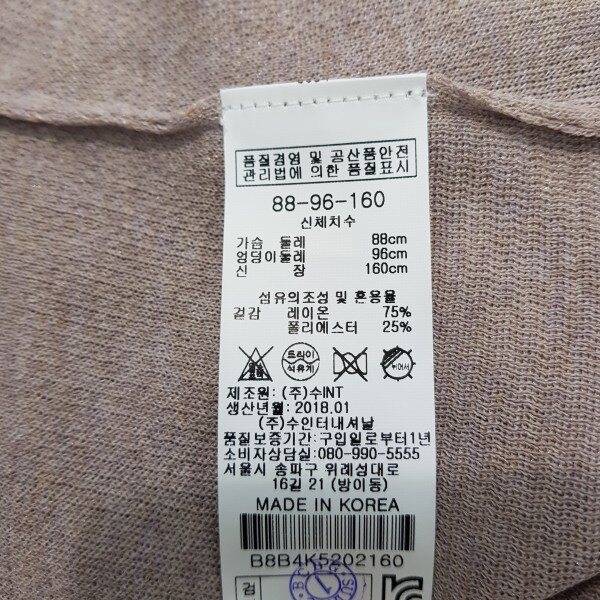 품질경영 및 공산품안전
관리법에 의한 품질표시
88-96-160
신체치수
가슴 둘레 88cm
엉덩이둘레 96cm
신 장 160cm
섬유의조성 및 혼용율
겉감 레이온 75%
폴리에스터 25%
드라이
석유계
뉘어서
제조원: (주)수INT
생산년월: 2018.01
(주)수인터내셔날
품질보증기간:구입일로부터1년
소비자상담실:080-990-5555
서울시 송파구 위례성대로
16길 21 (방이동)
MADE IN KOREA
B8B4K5202160
검